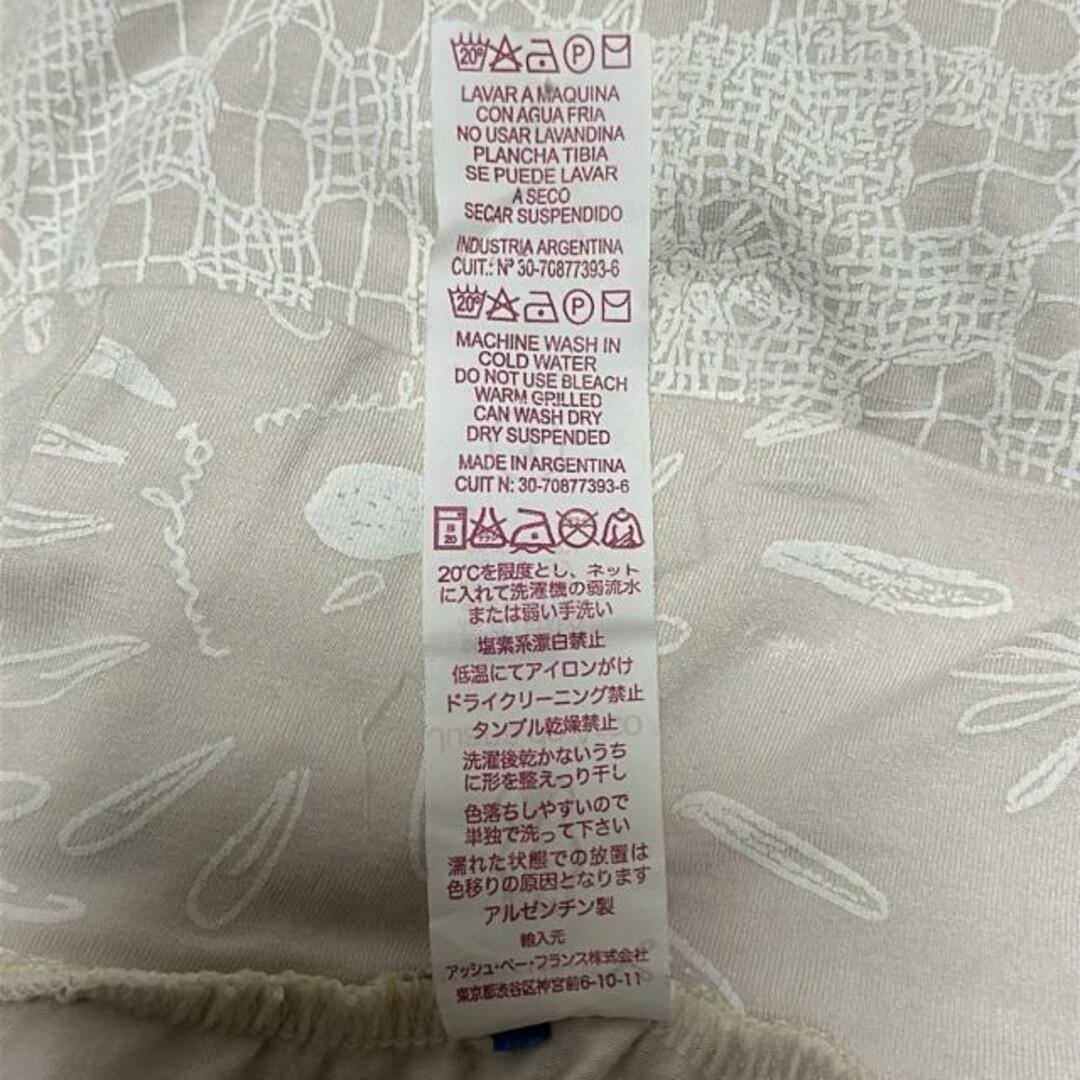 20°
P
LAVAR A MAQUINA
CON AGUA FRIA
NO USAR LAVANDINA
PLANCHA TIBIA
SE PUEDE LAVAR
A SECO
SECAR SUSPENDIDO
INDUSTRIA ARGENTINA
CUIT.: Nº 30-70877393-6
20°
P
MACHINE WASH IN
COLD WATER
DO NOT USE BLEACH
WARM GRILLED
CAN WASH DRY
DRY SUSPENDED
MADE IN ARGENTINA
CUIT N: 30-70877393-6
20
20℃を限度とし、ネット
に入れて洗濯機の弱流水
または弱い手洗い
塩素系漂白禁止
低温にてアイロンがけ
ドライクリーニング禁止
タンブル乾燥禁止
洗濯後乾かないうち
に形を整えつり干し
色落ちしやすいので
単独で洗って下さい
濡れた状態での放置は
色移りの原因となります
アルゼンチン製
輸入元
アッシュ・ペー・フランス株式会社
東京都渋谷区神宮前6-10-11